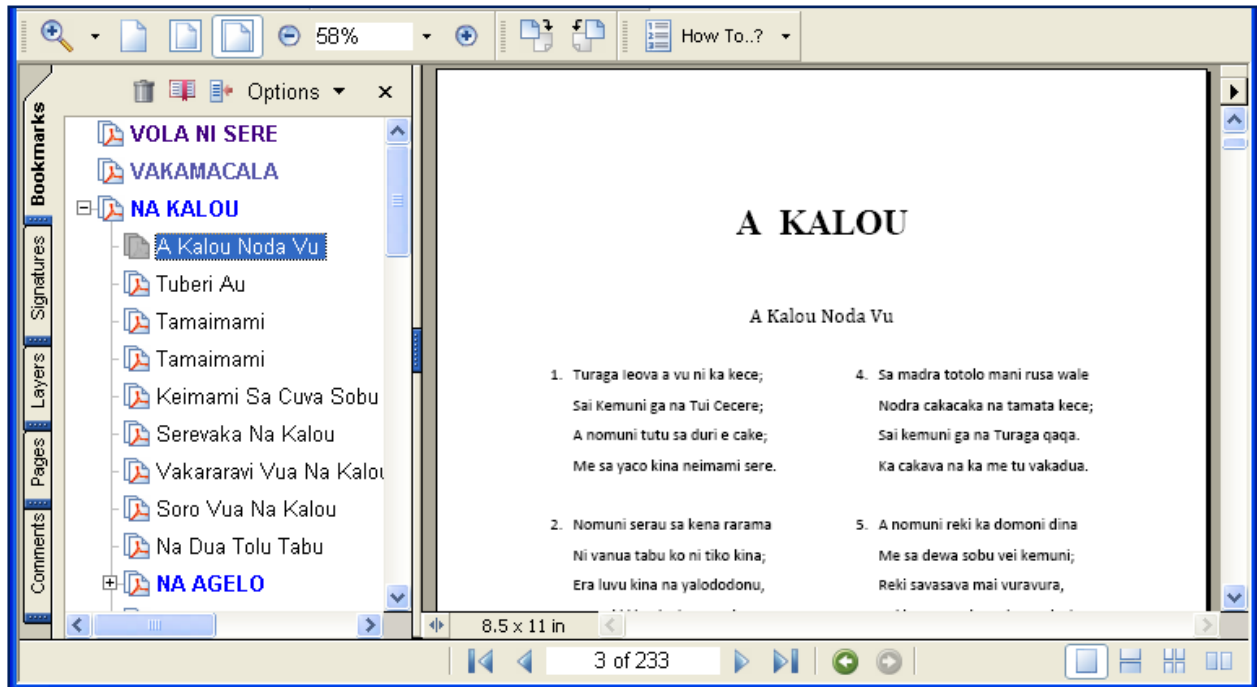 58%
How To..?
Options
x
Bookmarks
Signatures
Layers
Pages
Comments
VOLA NI SERE
VAKAMACALA
NA KALOU
A Kalou Noda Vu
Tuberi Au
Tamaimami
Tamaimami
Keimami Sa Cuva Sobu
Serevaka Na Kalou
Vakararavi Vua Na Kalou
Soro Vua Na Kalou
Na Dua Tolu Tabu
NA AGELO
A KALOU
A Kalou Noda Vu
1. Turaga Ieova a vu ni ka kece;
Sai Kemuni ga na Tui Cecere;
A nomuni tutu sa duri e cake;
Me sa yaco kina neimami sere.
2. Nomuni serau sa kena rarama
Ni vanua tabu ko ni tiko kina;
Era luvu kina na yalododonu,
4. Sa madra totolo mani rusa wale
Nodra cakacaka na tamata kece;
Sai kemuni ga na Turaga qaqa.
Ka cakava na ka me tu vakadua.
5. A nomuni reki ka domoni dina
Me sa dewa sobu vei kemuni;
Reki savasava mai vuravura,
8.5 x 11 in
3 of 233